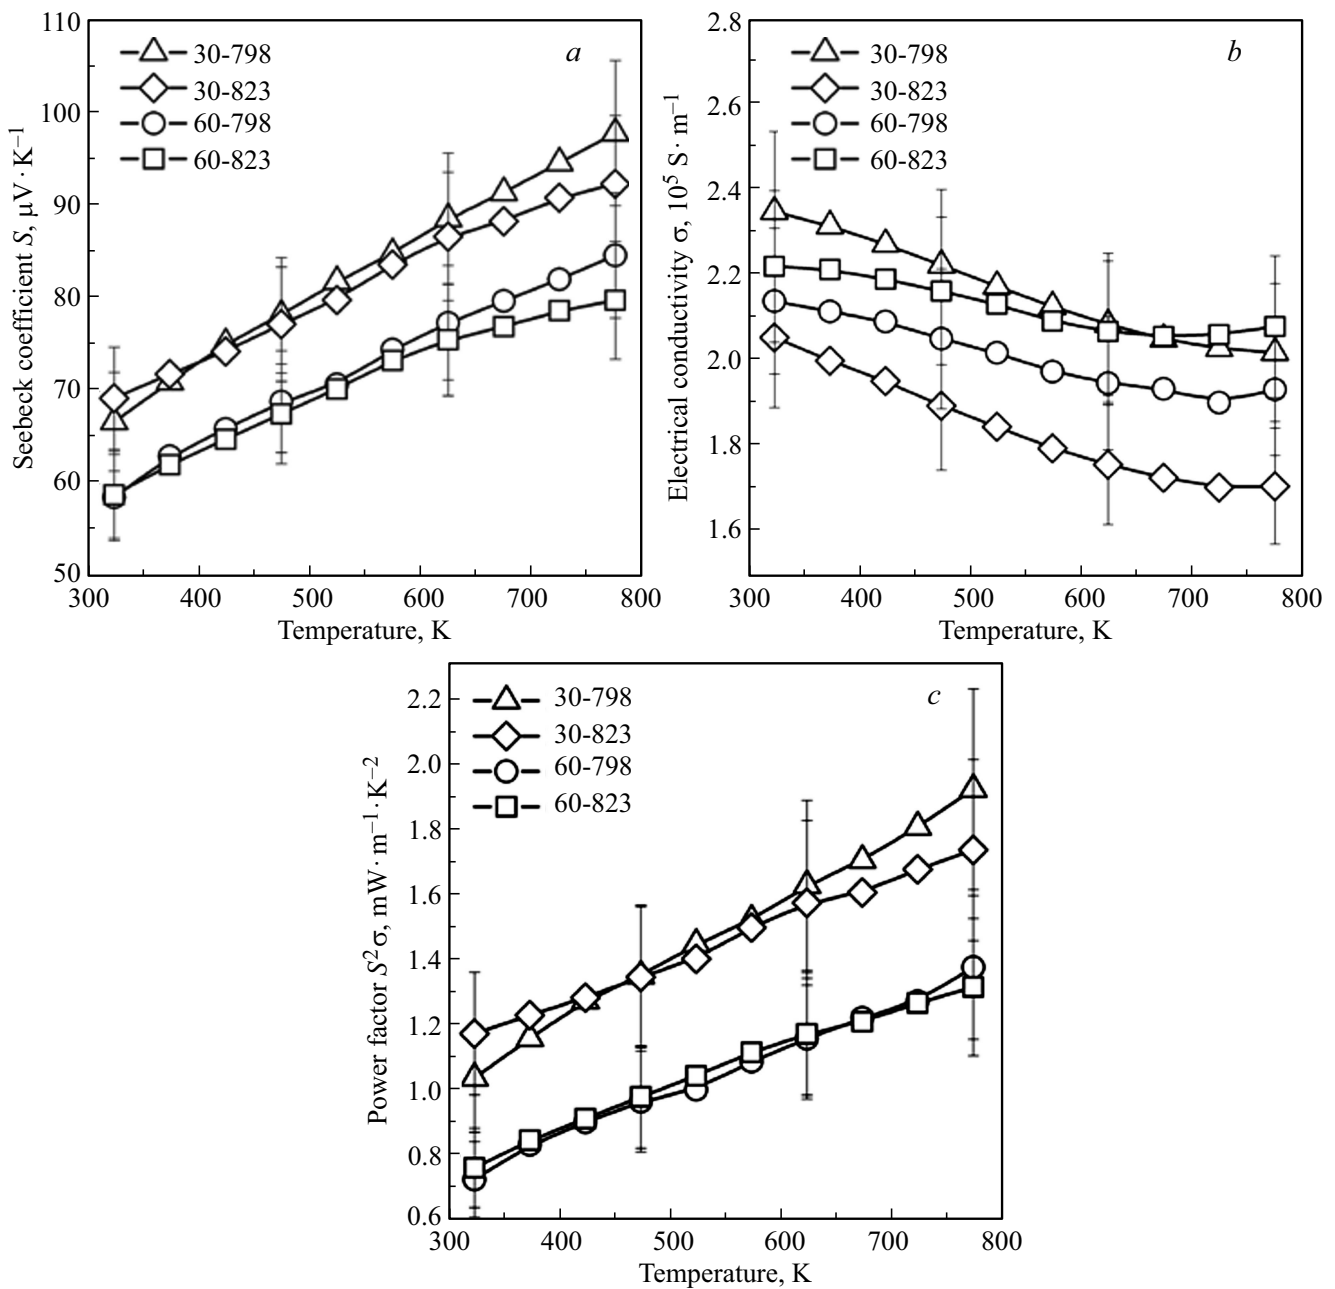 a
30-798
30-823
60-798
60-823
110
100
90
80
70
60
50
Seebeck coefficient S, μV · K⁻¹
300 400 500 600 700 800
Temperature, K
b
30-798
30-823
60-798
60-823
2.8
2.6
2.4
2.2
2.0
1.8
1.6
Electrical conductivity σ, 10⁵ S · m⁻¹
300 400 500 600 700 800
Temperature, K
c
30-798
30-823
60-798
60-823
2.2
2.0
1.8
1.6
1.4
1.2
1.0
0.8
0.6
Power factor S²σ, mW · m⁻¹ · K⁻²
300 400 500 600 700 800
Temperature, K